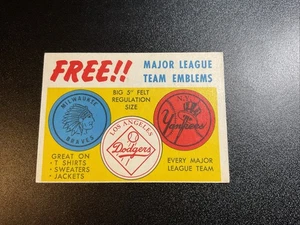 FREE!!
MAJOR LEAGUE
TEAM EMBLEMS
BIG 5" FELT
REGULATION
SIZE
MILWAUKEE
BRAVES
LOS ANGELES
Dodgers
Yankees
GREAT ON
• T SHIRTS
• SWEATERS
• JACKETS
EVERY MAJOR
LEAGUE TEAM